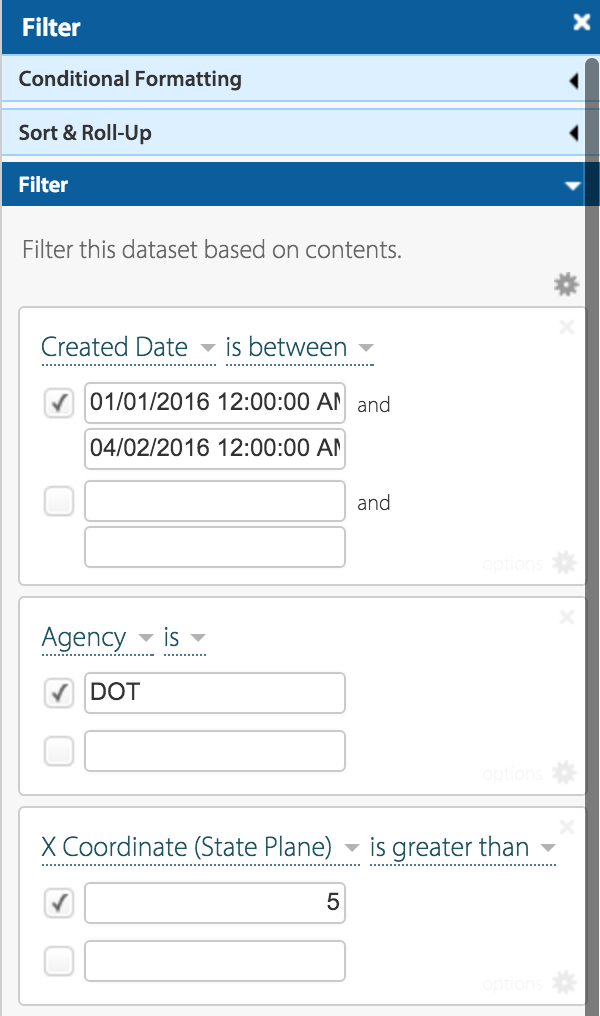 Filter
Conditional Formatting
Sort & Roll-Up
Filter
Filter this dataset based on contents.
Created Date is between
01/01/2016 12:00:00 AM and
04/02/2016 12:00:00 AM
and
options
Agency is
DOT
options
X Coordinate (State Plane) is greater than
5
options